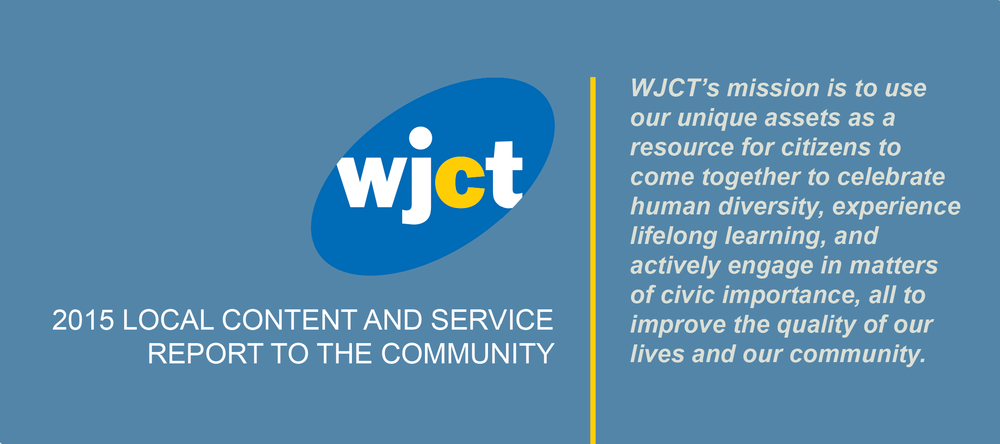 wjct
2015 LOCAL CONTENT AND SERVICE
REPORT TO THE COMMUNITY
WJCT’s mission is to use
our unique assets as a
resource for citizens to
come together to celebrate
human diversity, experience
lifelong learning, and
actively engage in matters
of civic importance, all to
improve the quality of our
lives and our community.